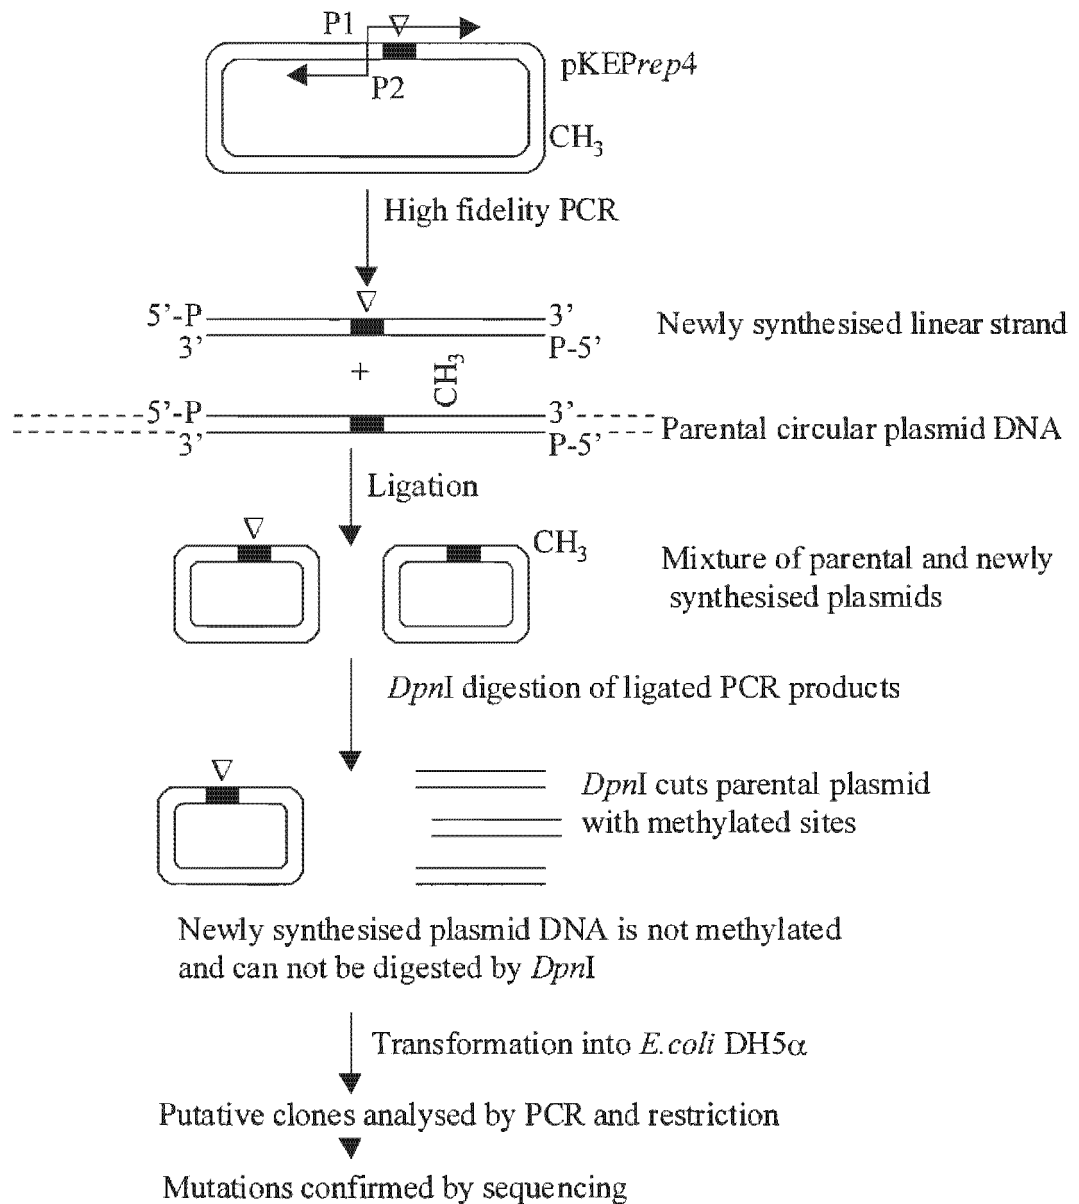 P1
P2
pKEPrep4
CH3
High fidelity PCR
5’-P
3’
3’
P-5’
Newly synthesised linear strand
+
CH3
5’-P
3’
3’
P-5’
Parental circular plasmid DNA
Ligation
CH3
Mixture of parental and newly
synthesised plasmids
DpnI digestion of ligated PCR products
DpnI cuts parental plasmid
with methylated sites
Newly synthesised plasmid DNA is not methylated
and can not be digested by DpnI
Transformation into E.coli DH5α
Putative clones analysed by PCR and restriction
Mutations confirmed by sequencing